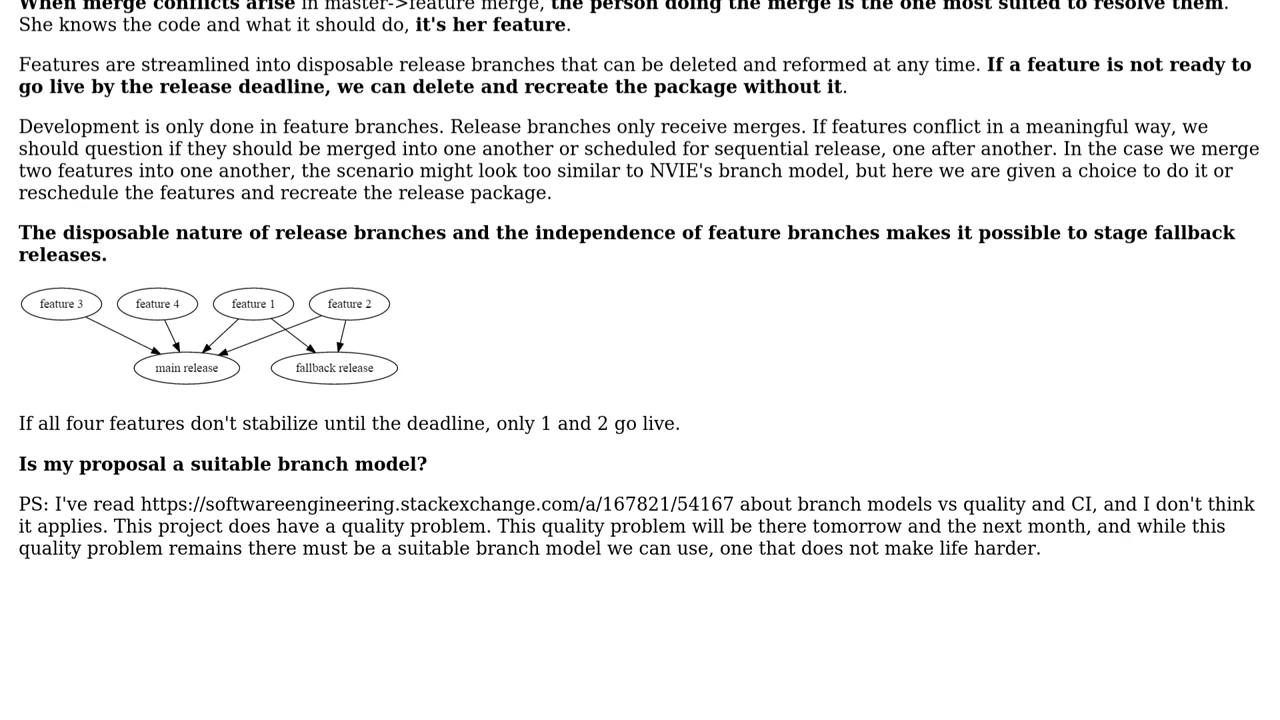 When merge conflicts arise in master->feature merge, the person doing the merge is the one most suited to resolve them.
She knows the code and what it should do, it's her feature.
Features are streamlined into disposable release branches that can be deleted and reformed at any time. If a feature is not ready to
go live by the release deadline, we can delete and recreate the package without it.
Development is only done in feature branches. Release branches only receive merges. If features conflict in a meaningful way, we
should question if they should be merged into one another or scheduled for sequential release, one after another. In the case we merge
two features into one another, the scenario might look too similar to NVIE's branch model, but here we are given a choice to do it or
reschedule the features and recreate the release package.
The disposable nature of release branches and the independence of feature branches makes it possible to stage fallback
releases.
feature 3 feature 4 feature 1 feature 2
main release fallback release
If all four features don't stabilize until the deadline, only 1 and 2 go live.
Is my proposal a suitable branch model?
PS: I've read https://softwareengineering.stackexchange.com/a/167821/54167 about branch models vs quality and CI, and I don't think
it applies. This project does have a quality problem. This quality problem will be there tomorrow and the next month, and while this
quality problem remains there must be a suitable branch model we can use, one that does not make life harder.